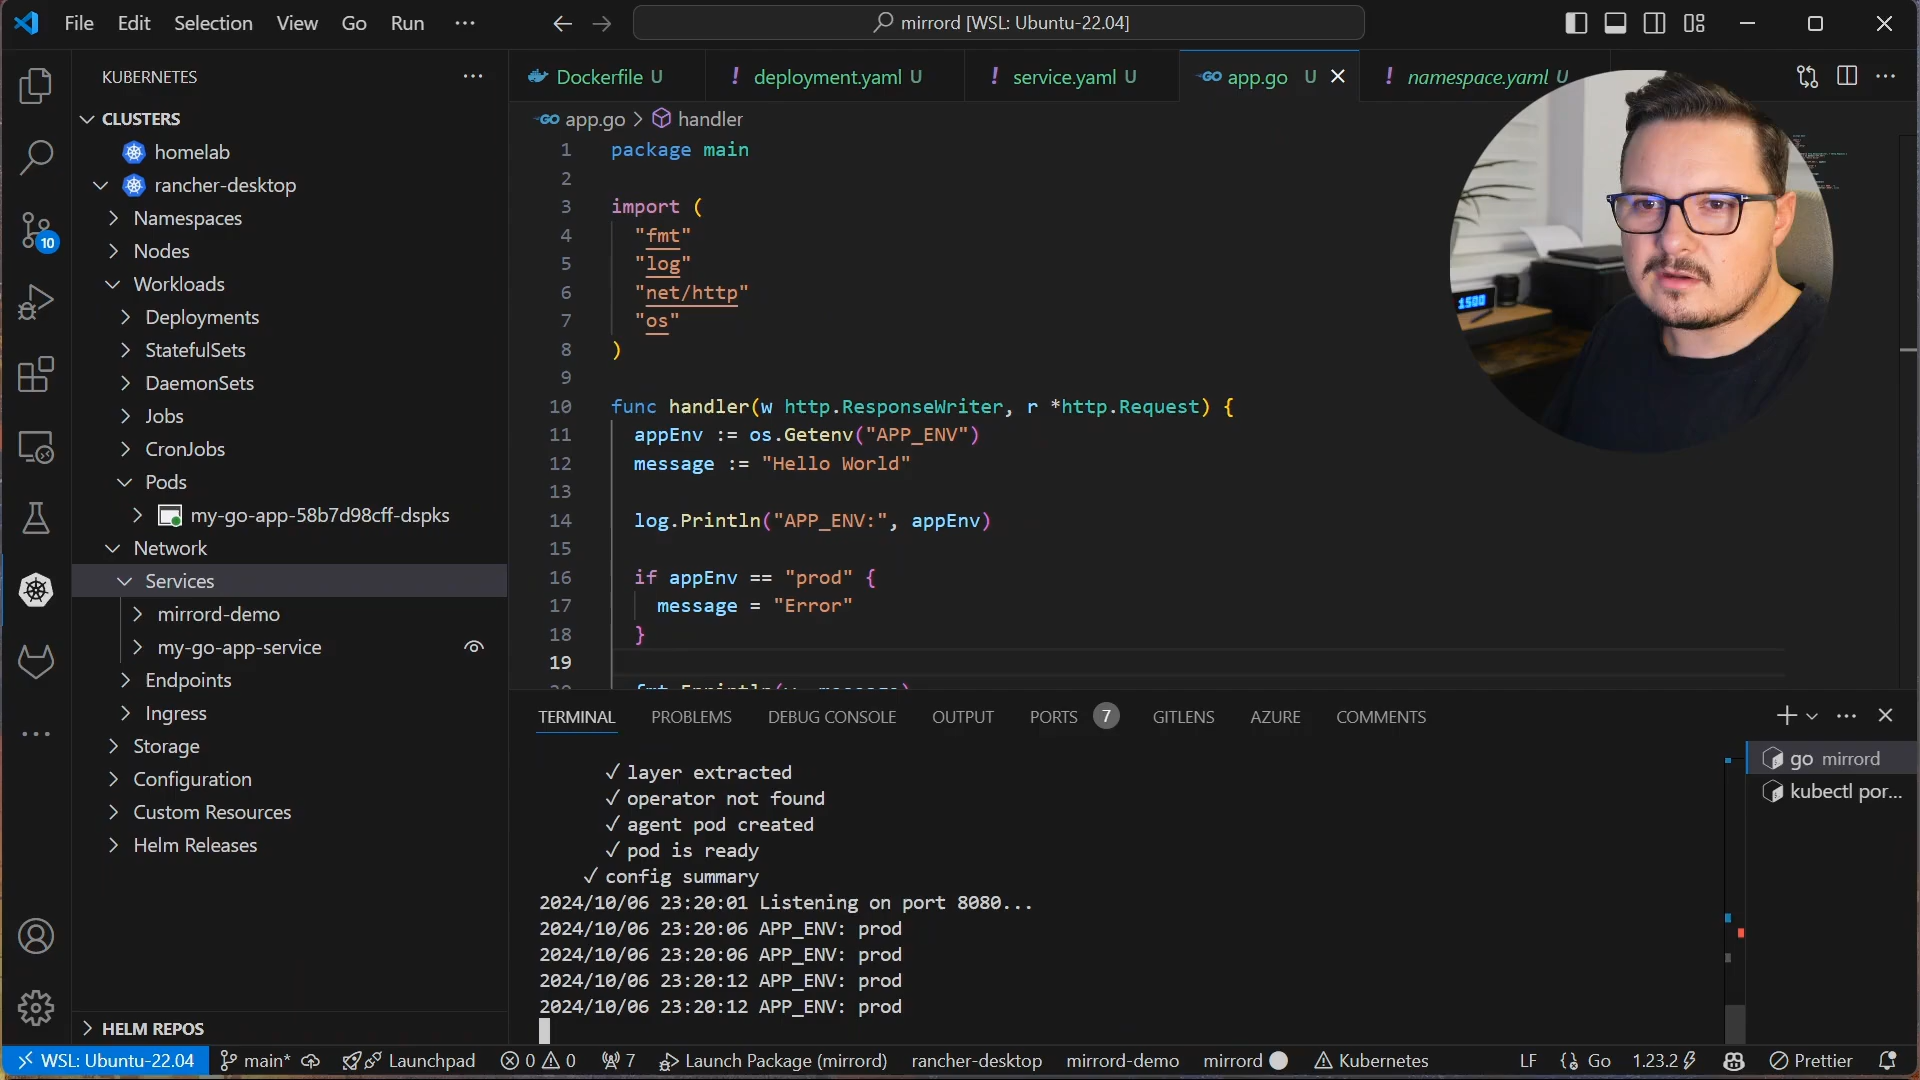 File Edit Selection View Go Run
mirrord [WSL: Ubuntu-22.04]
KUBERNETES
CLUSTERS
homelab
rancher-desktop
Namespaces
Nodes
Workloads
Deployments
StatefulSets
DaemonSets
Jobs
CronJobs
Pods
my-go-app-58b7d98cff-dspks
Network
Services
mirrord-demo
my-go-app-service
Endpoints
Ingress
Storage
Configuration
Custom Resources
Helm Releases
HELM REPOS
10
Dockerfile U
! deployment.yaml U
! service.yaml U
GO app.go U
! namespace.yaml U
GO app.go > handler
1 package main
2
3 import (
4 "fmt"
5 "log"
6 "net/http"
7 "os"
8 )
9
10 func handler(w http.ResponseWriter, r *http.Request) {
11 appEnv := os.Getenv("APP_ENV")
12 message := "Hello World"
13
14 log.Println("APP_ENV:", appEnv)
15
16 if appEnv == "prod" {
17 message = "Error"
18 }
19
1500
TERMINAL PROBLEMS DEBUG CONSOLE OUTPUT PORTS 7 GITLENS AZURE COMMENTS
✓ layer extracted
✓ operator not found
✓ agent pod created
✓ pod is ready
✓ config summary
2024/10/06 23:20:01 Listening on port 8080...
2024/10/06 23:20:06 APP_ENV: prod
2024/10/06 23:20:06 APP_ENV: prod
2024/10/06 23:20:12 APP_ENV: prod
2024/10/06 23:20:12 APP_ENV: prod
go mirrord
kubectl por...
WSL: Ubuntu-22.04 main* Launchpad 0 0 7 Launch Package (mirrord) rancher-desktop mirrord-demo mirrord Kubernetes LF Go 1.23.2 Prettier